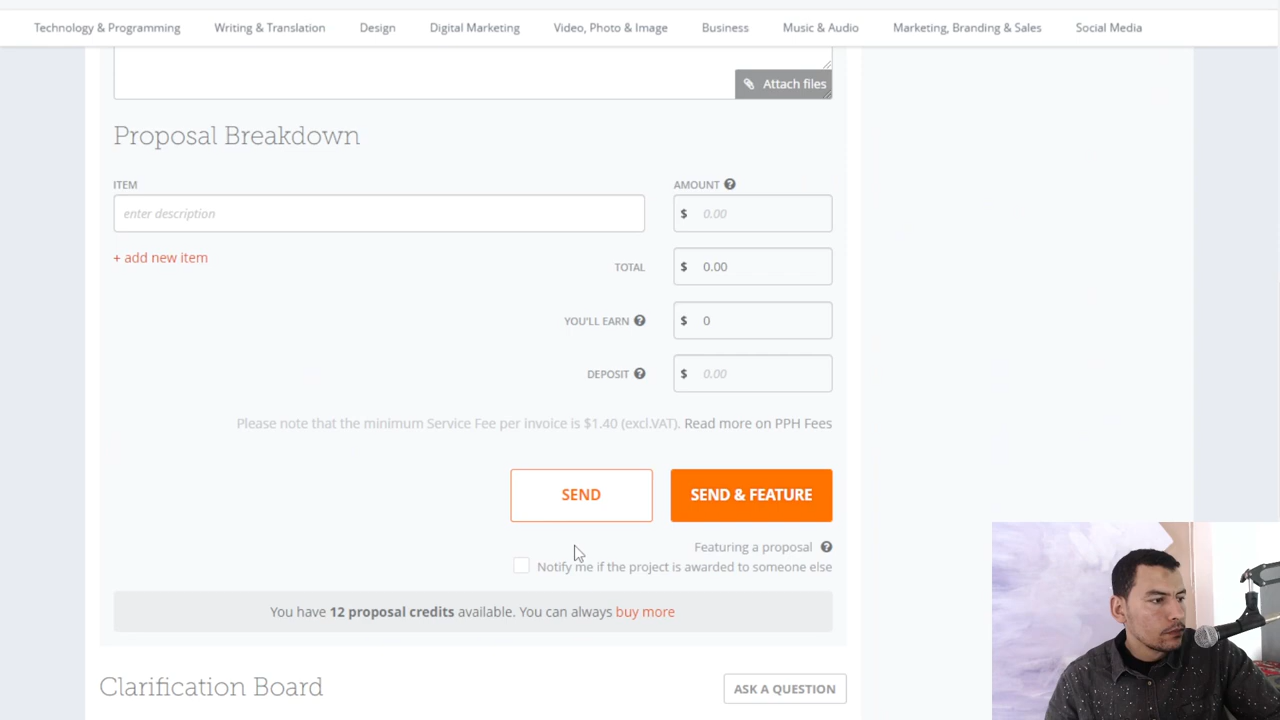 Technology & Programming Writing & Translation Design Digital Marketing Video, Photo & Image Business Music & Audio Marketing, Branding & Sales Social Media
Attach files
Proposal Breakdown
ITEM AMOUNT ?
enter description $ 0.00
+ add new item
TOTAL $ 0.00
YOU'LL EARN ? $ 0
DEPOSIT ? $ 0.00
Please note that the minimum Service Fee per invoice is $1.40 (excl.VAT). Read more on PPH Fees
SEND SEND & FEATURE
Featuring a proposal ?
Notify me if the project is awarded to someone else
You have 12 proposal credits available. You can always buy more
Clarification Board ASK A QUESTION